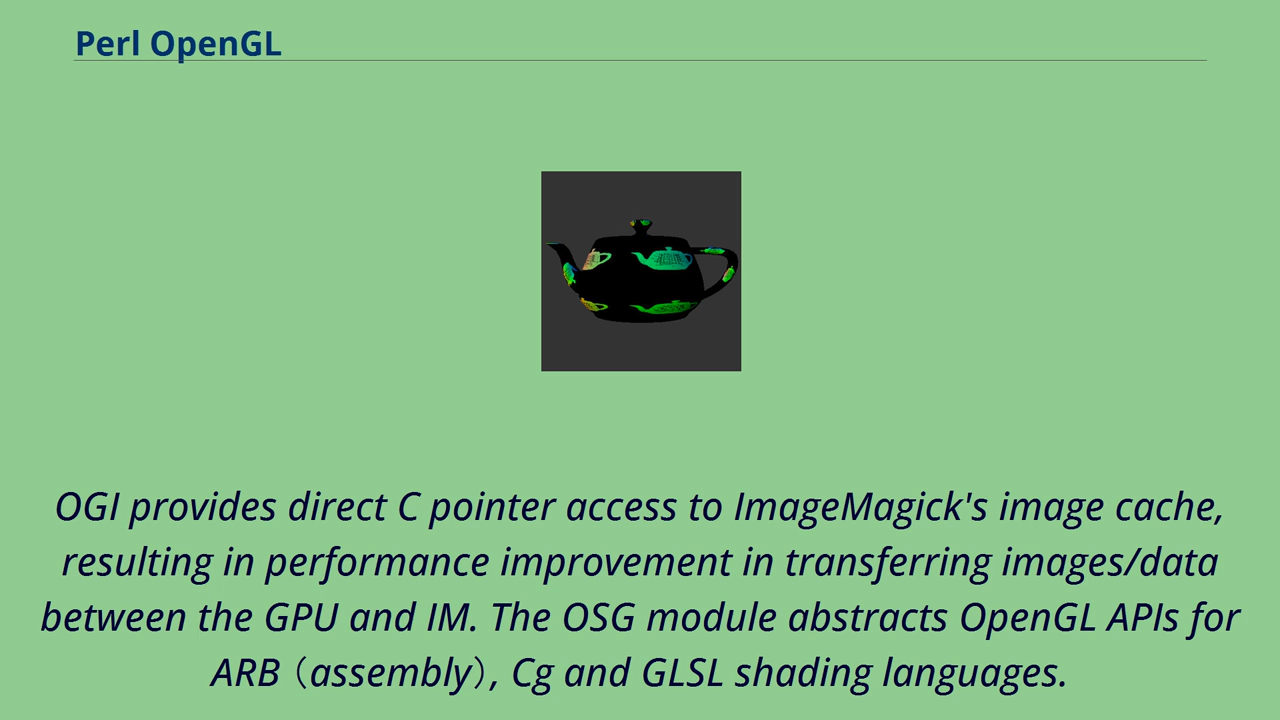 Perl OpenGL
OGI provides direct C pointer access to ImageMagick's image cache,
resulting in performance improvement in transferring images/data
between the GPU and IM. The OSG module abstracts OpenGL APIs for
ARB（assembly）, Cg and GLSL shading languages.